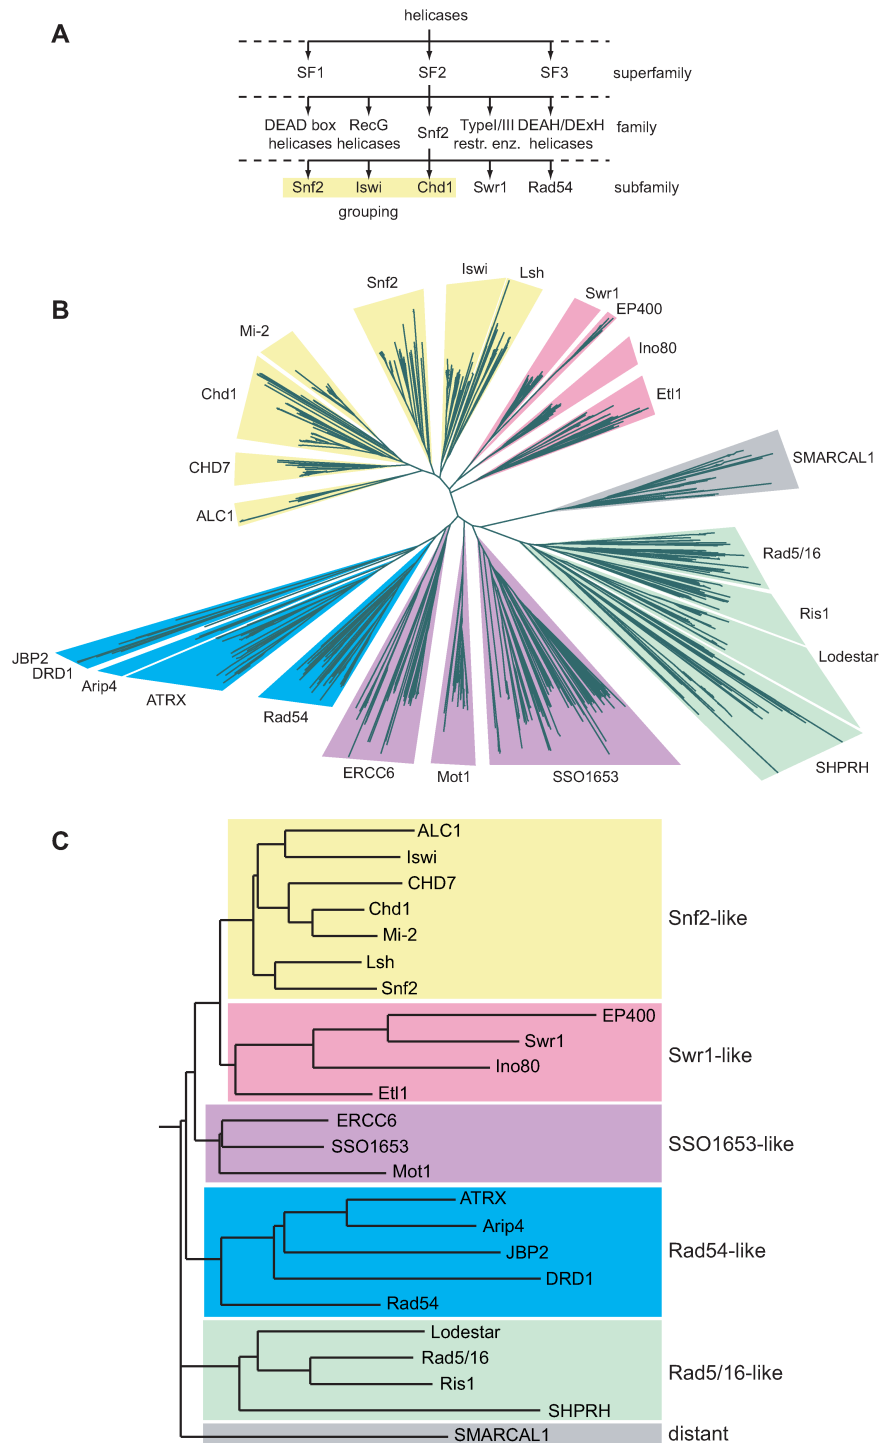 A
helicases
SF1 SF2 SF3 superfamily
DEAD box helicases
RecG helicases
Snf2
TypeI/III restr. enz.
DEAH/DExH helicases
family
Snf2 Iswi Chd1 Swr1 Rad54 subfamily
grouping
B
Iswi
Lsh
Snf2
Swr1
EP400
Mi-2
Ino80
Chd1
Etl1
CHD7
SMARCAL1
ALC1
Rad5/16
Ris1
Lodestar
JBP2
DRD1
Arip4
ATRX
Rad54
ERCC6
Mot1
SSO1653
SHPRH
C
ALC1
Iswi
CHD7
Chd1
Mi-2
Lsh
Snf2
Snf2-like
EP400
Swr1
Ino80
Etl1
Swr1-like
ERCC6
SSO1653
Mot1
SSO1653-like
ATRX
Arip4
JBP2
DRD1
Rad54
Rad54-like
Lodestar
Rad5/16
Ris1
SHPRH
Rad5/16-like
SMARCAL1
distant